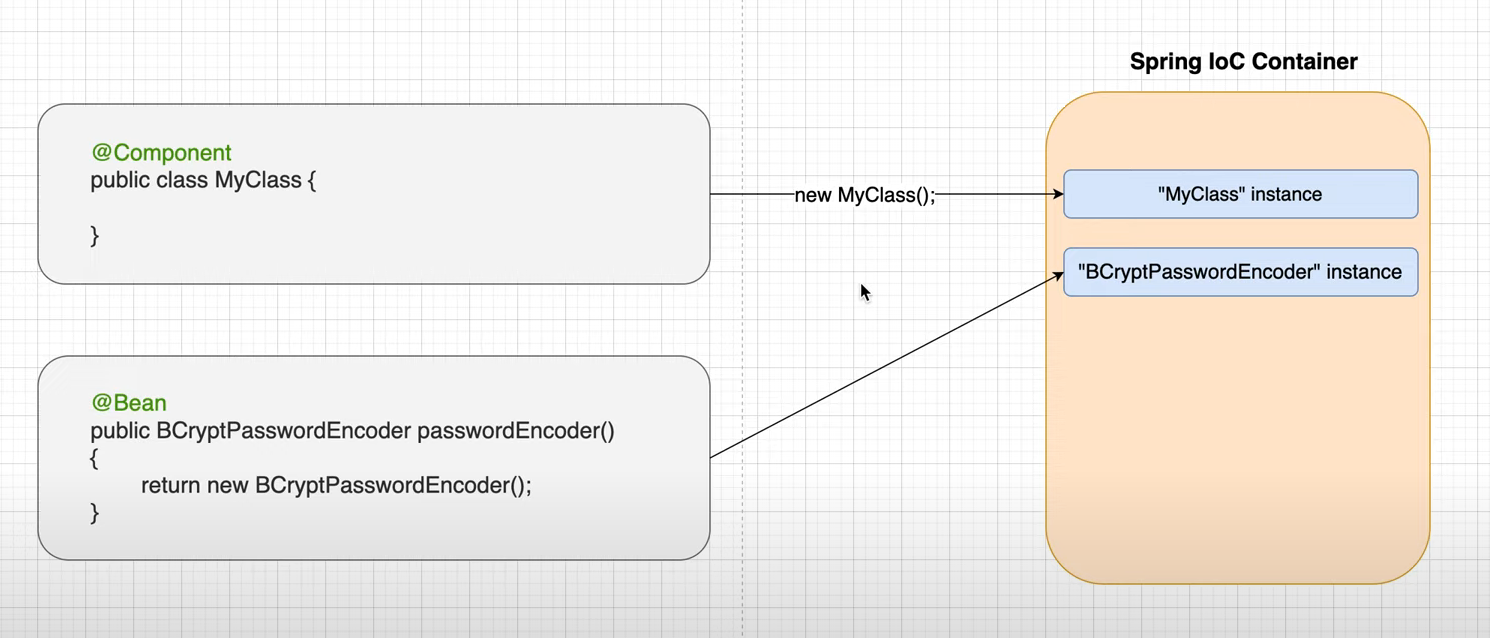 Spring IoC Container
@Component
public class MyClass {
}
new MyClass();
"MyClass" instance
"BCryptPasswordEncoder" instance
@Bean
public BCryptPasswordEncoder passwordEncoder()
{
return new BCryptPasswordEncoder();
}